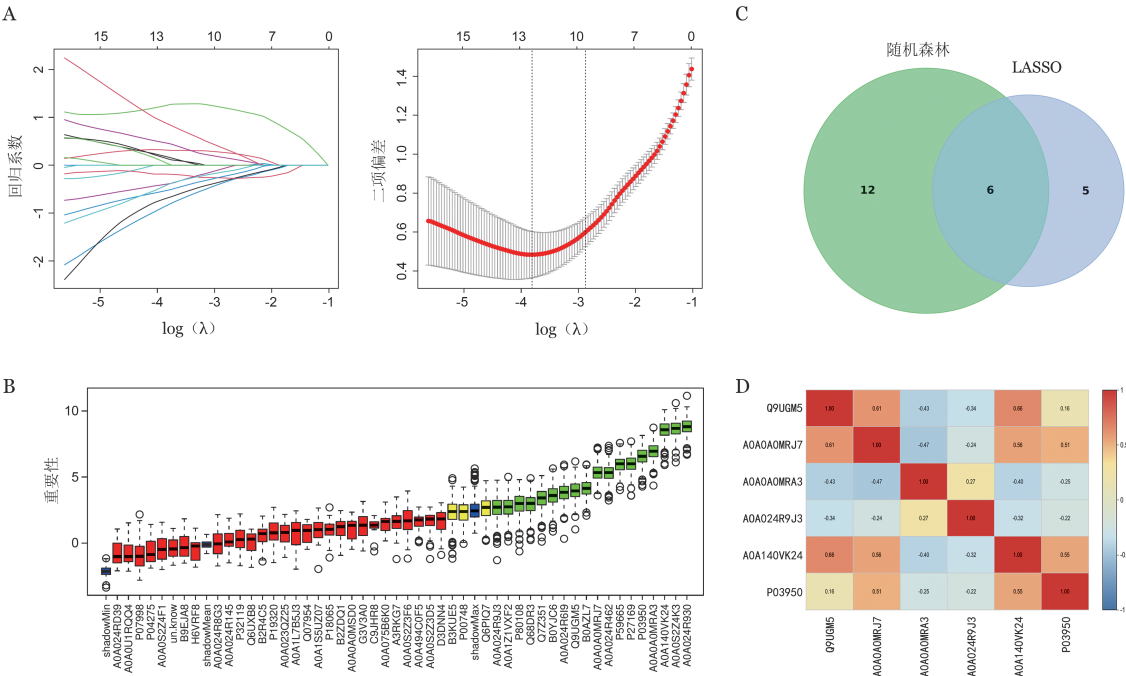 A
15
13
10
7
0
2
1
0
-1
-2
回归系数
-5
-4
-3
-2
-1
log（λ）
15
12
10
6
0
1.4
1.2
1.0
0.8
0.6
0.4
二项偏差
-5
-4
-3
-2
-1
log（λ）
C
随机森林
LASSO
12
6
5
B
重要性
10
5
0
shadowMin
A0A024RD39
A0A0U1RQQ4
P07998
P04275
A0A0S2Z4F1
un.know
B9EJA8
H6VRF8
shadowMean
A0A024R8G3
A0A024R145
Q6UXB8
B2R4C5
P19320
A0A023QZ25
A0A1L7B5J3
Q07954
A0A1S5UZ07
P18065
B2ZDQ1
A0A0A0MSD0
G3V3A0
C9JHR8
A0A075B6K0
A3RKG7
A0A0S2Z3F6
A0A494C0F5
A0A0S2Z3D5
D3DNN4
B3KUE5
P00748
shadowMax
Q6PIQ7
A0A024R9J3
A0A1Z1VXF2
P80108
Q68DR3
Q7Z351
B0YJC6
A0A024R6I9
Q9UGM5
B0AZL7
A0A0A0MRJ7
A0A024R462
P59665
P27169
P03950
A0A0A0MRA3
A0A140VK24
A0A0S2Z4K3
A0A024R930
D
Q9UGM5 1.00 0.61 -0.43 -0.34 0.66 0.16
A0A0A0MRJ7 0.61 1.00 -0.47 -0.24 0.56 0.51
A0A0A0MRA3 -0.43 -0.47 1.00 0.27 -0.40 -0.25
A0A024R9J3 -0.34 -0.24 0.27 1.00 -0.32 -0.22
A0A140VK24 0.66 0.56 -0.40 -0.32 1.00 0.55
P03950 0.16 0.51 -0.25 -0.22 0.55 1.00
Q9UGM5
A0A0A0MRJ7
A0A0A0MRA3
A0A024R9J3
A0A140VK24
P03950
1
0
-1